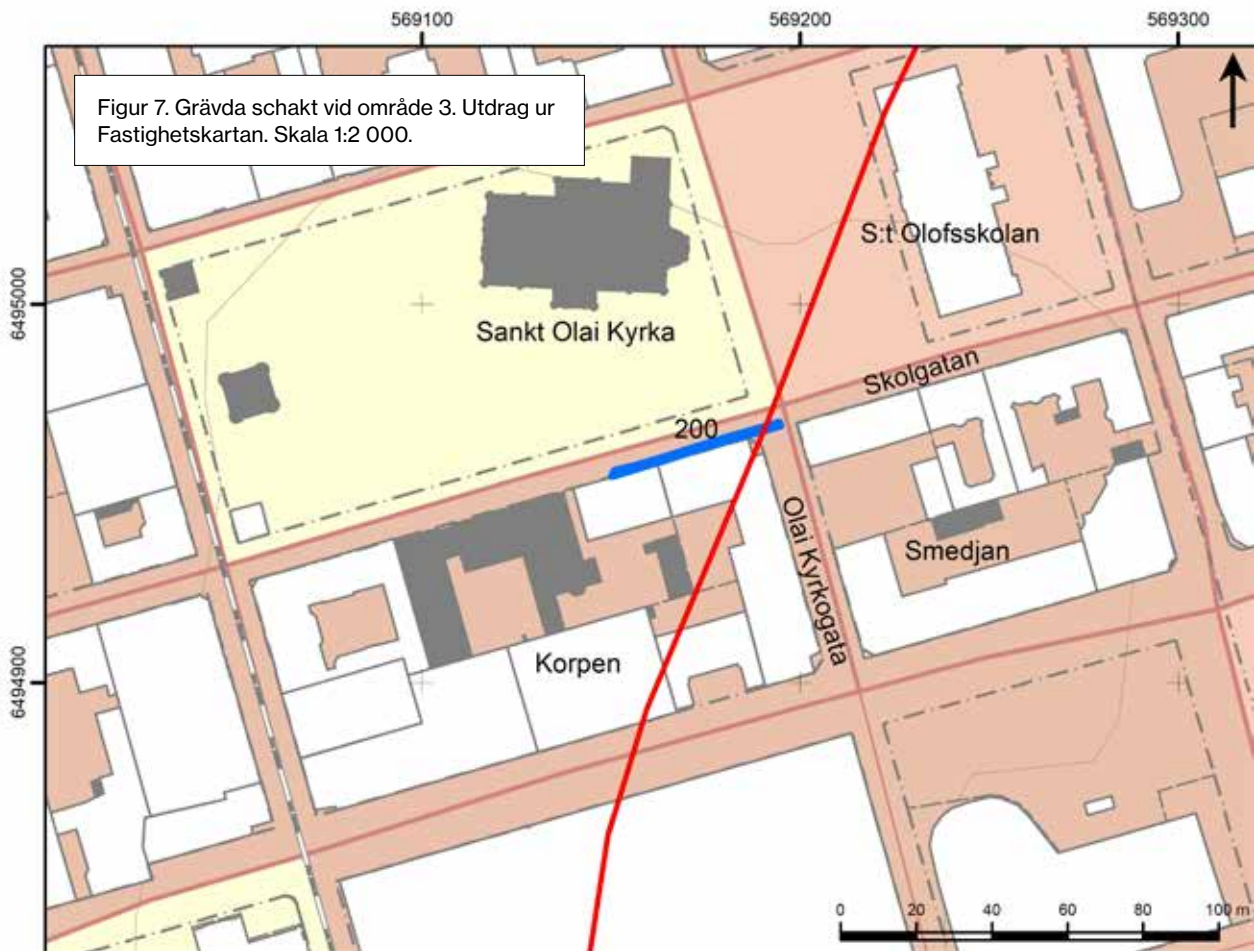 569100
569200
569300
Figur 7. Grävda schakt vid område 3. Utdrag ur
Fastighetskartan. Skala 1:2 000.
S:t Olofsskolan
6495000
Sankt Olai Kyrka
Skolgatan
200
Olai Kyrkogata
Smedjan
Korpen
6494900
0 20 40 60 80 100 m